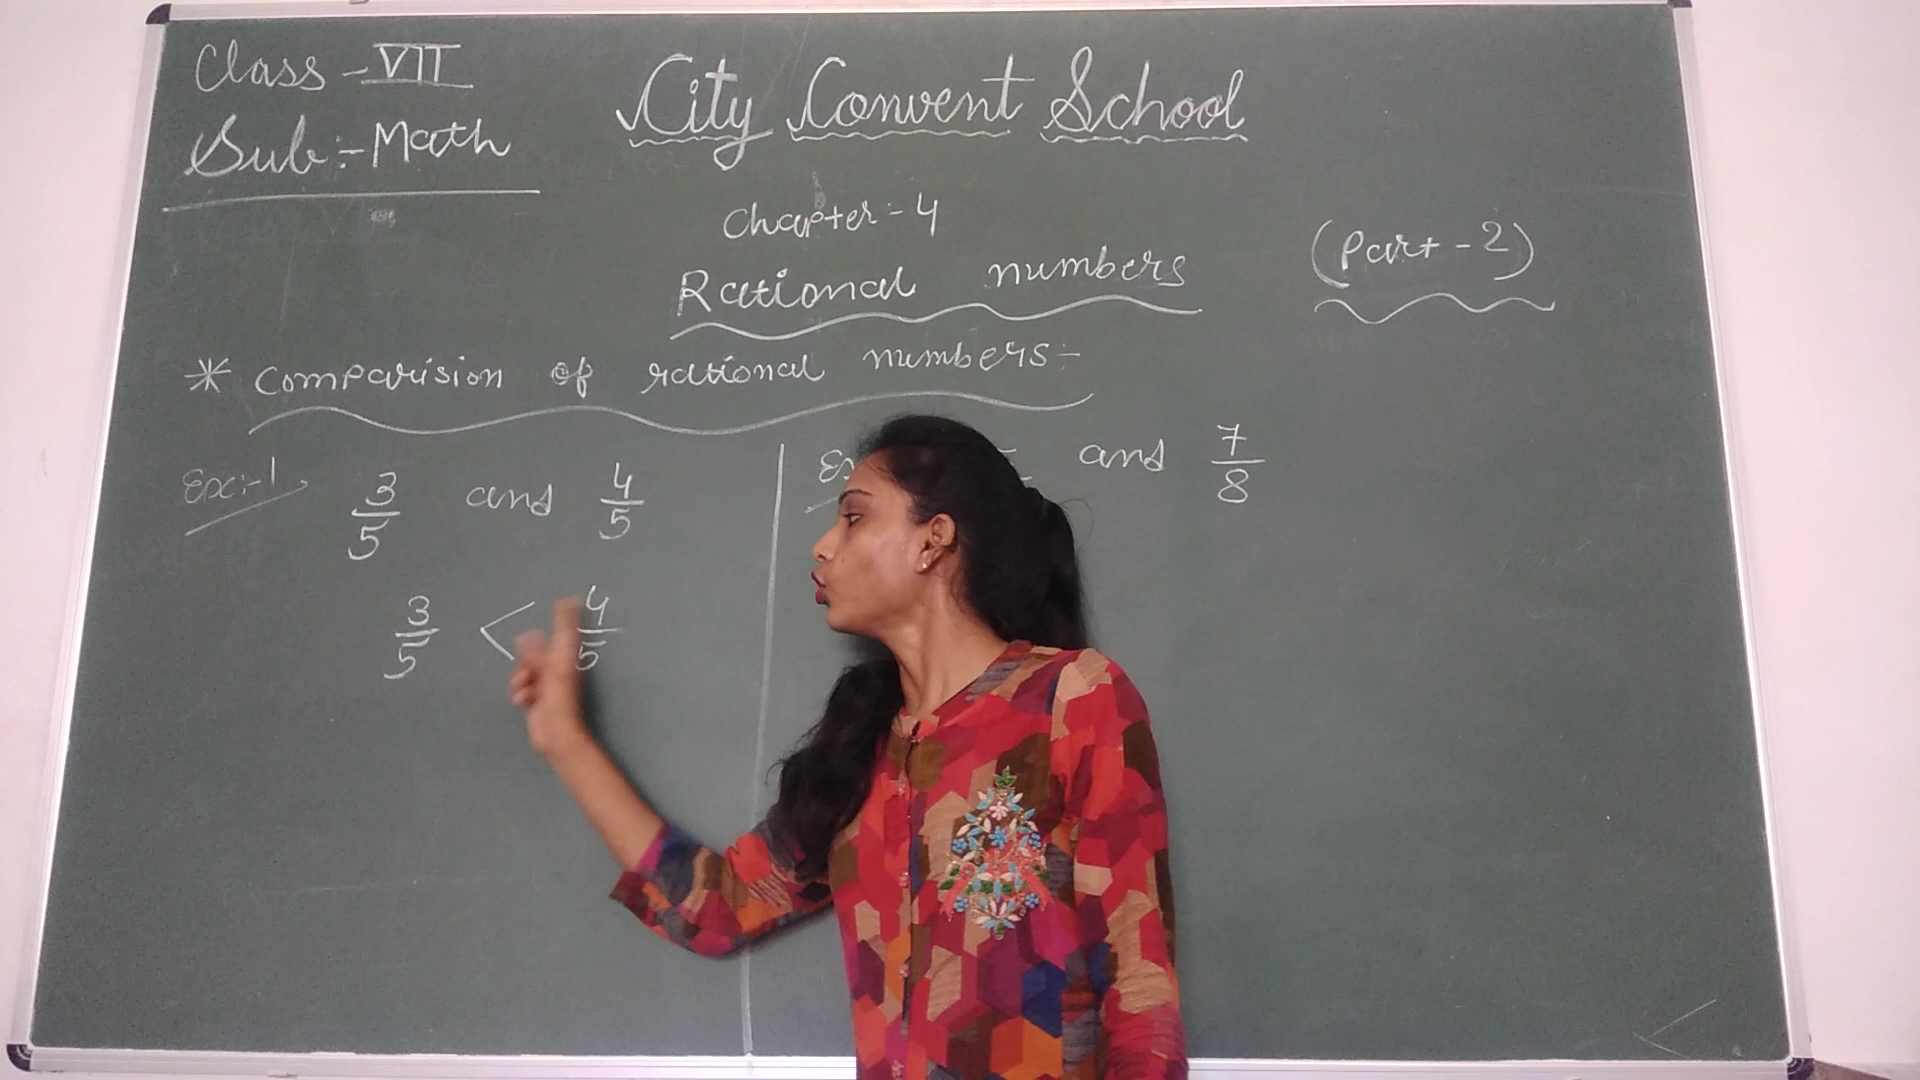 Class - VII
Sub:- Math
City Convent School
Chapter:- 4
Rational numbers
(Part - 2)
* Comparision of rational numbers:-
Ex:-1. 3/5 and 4/5
3/5 < 4/5
and 7/8